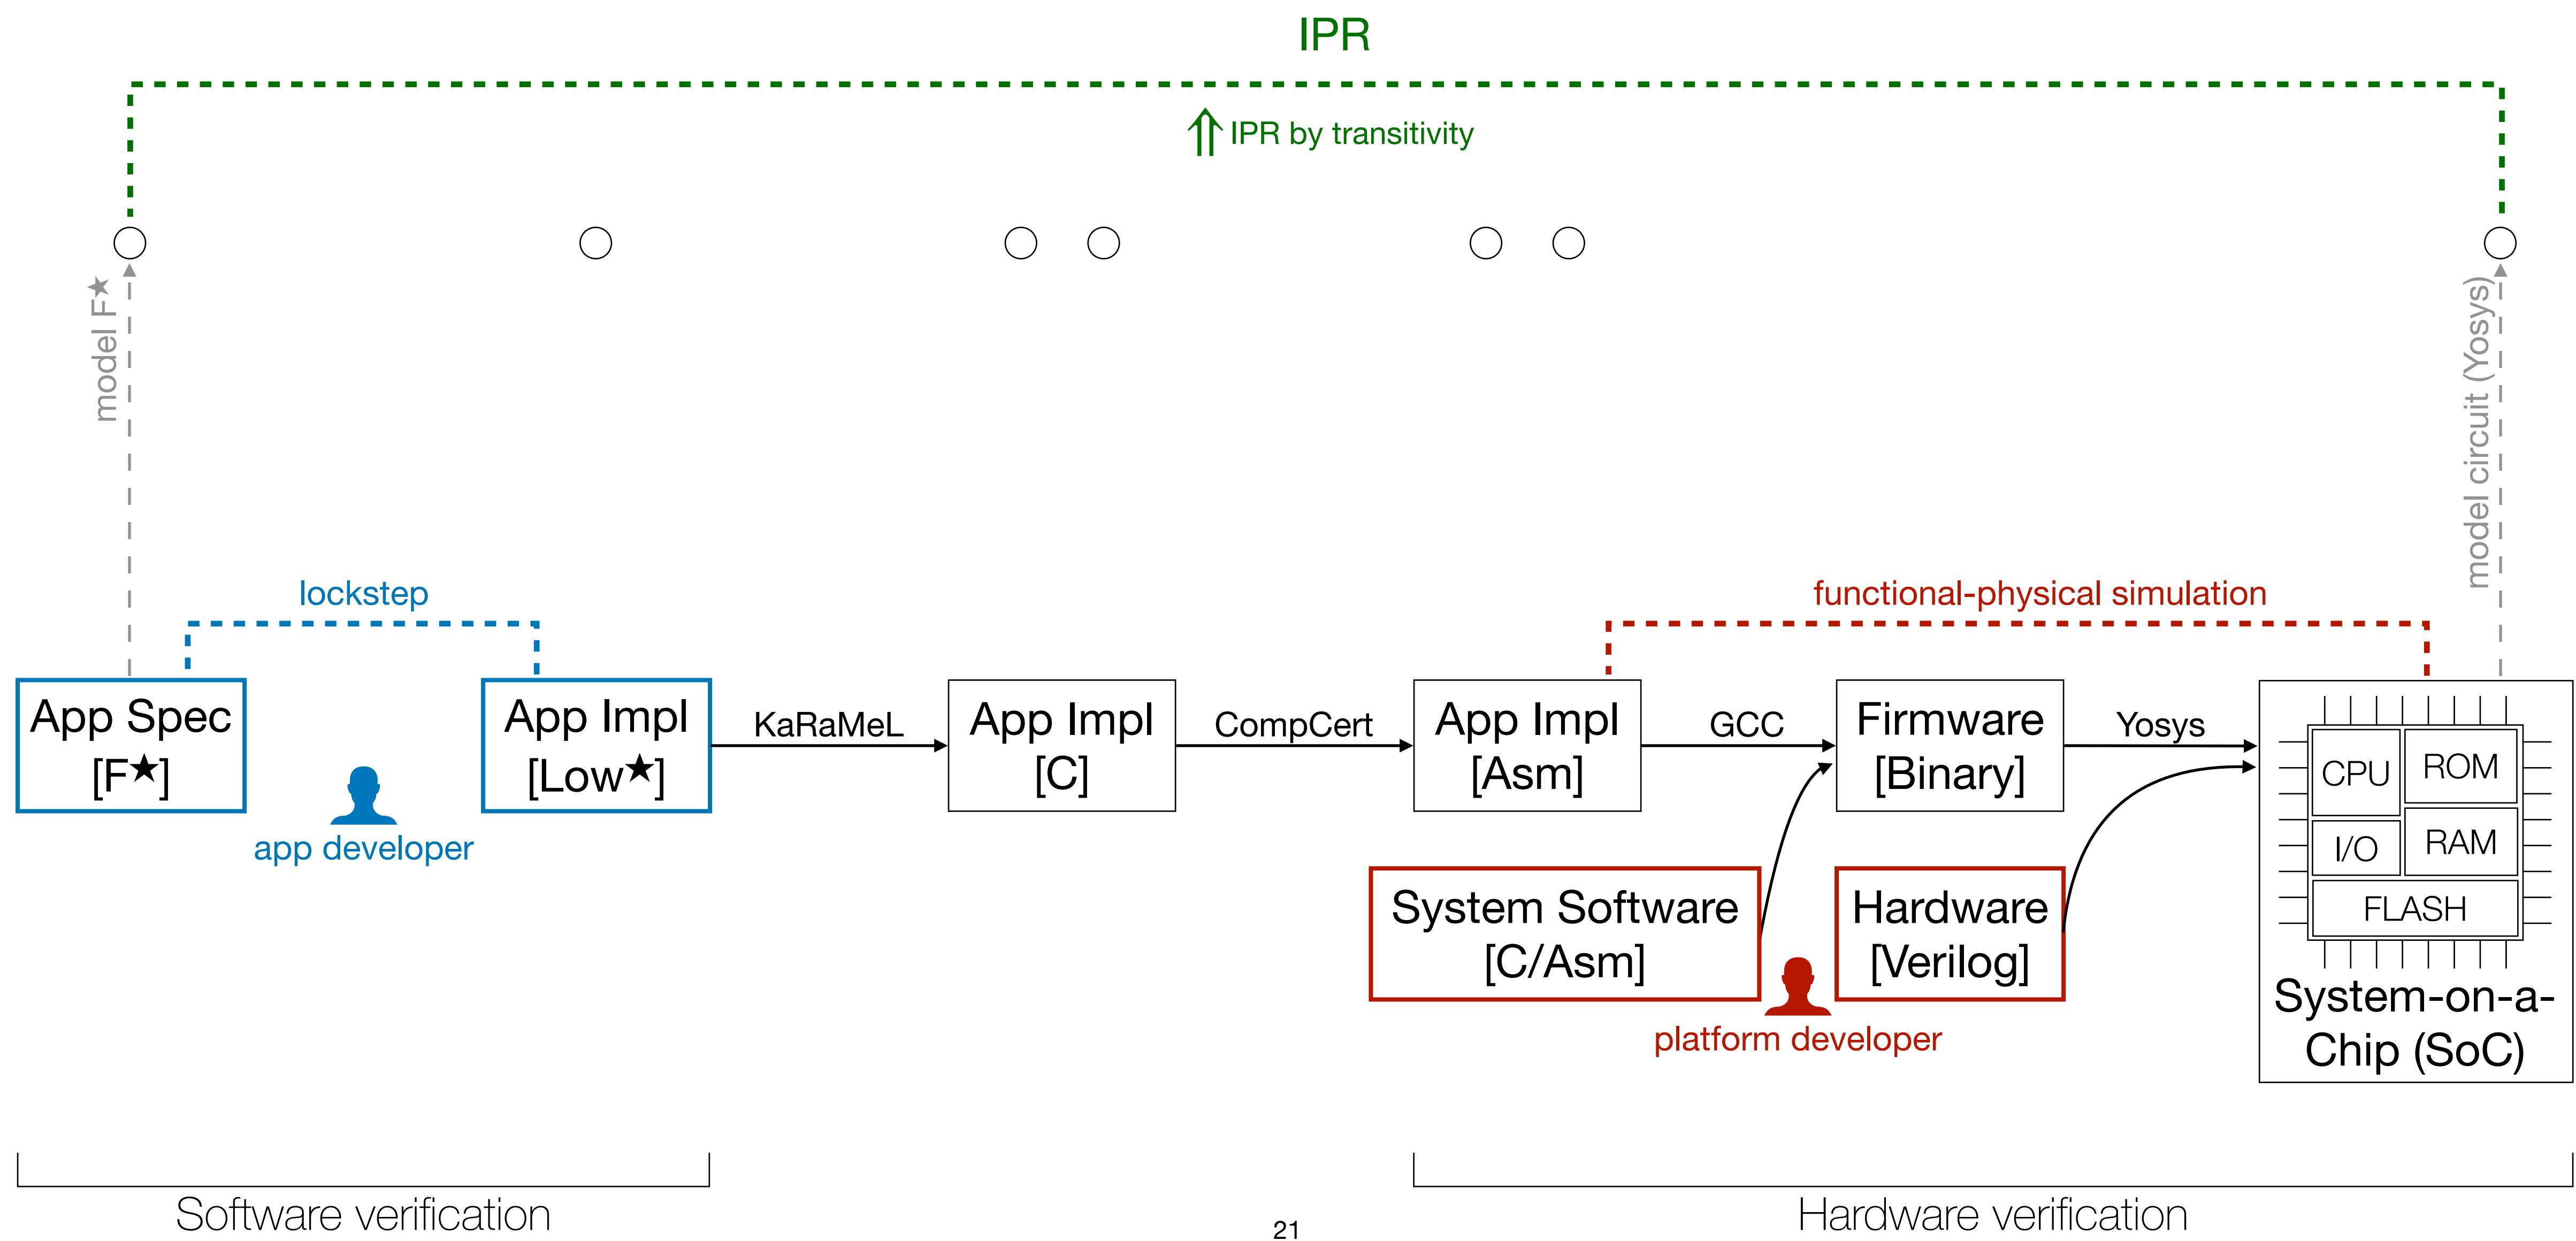 IPR
IPR by transitivity
model F★
model circuit (Yosys)
lockstep
functional-physical simulation
App Spec
[F★]
App Impl
[Low★]
KaRaMeL
App Impl
[C]
CompCert
App Impl
[Asm]
GCC
Firmware
[Binary]
Yosys
CPU
ROM
I/O
RAM
FLASH
System-on-a-
Chip (SoC)
app developer
System Software
[C/Asm]
Hardware
[Verilog]
platform developer
Software verification
21
Hardware verification